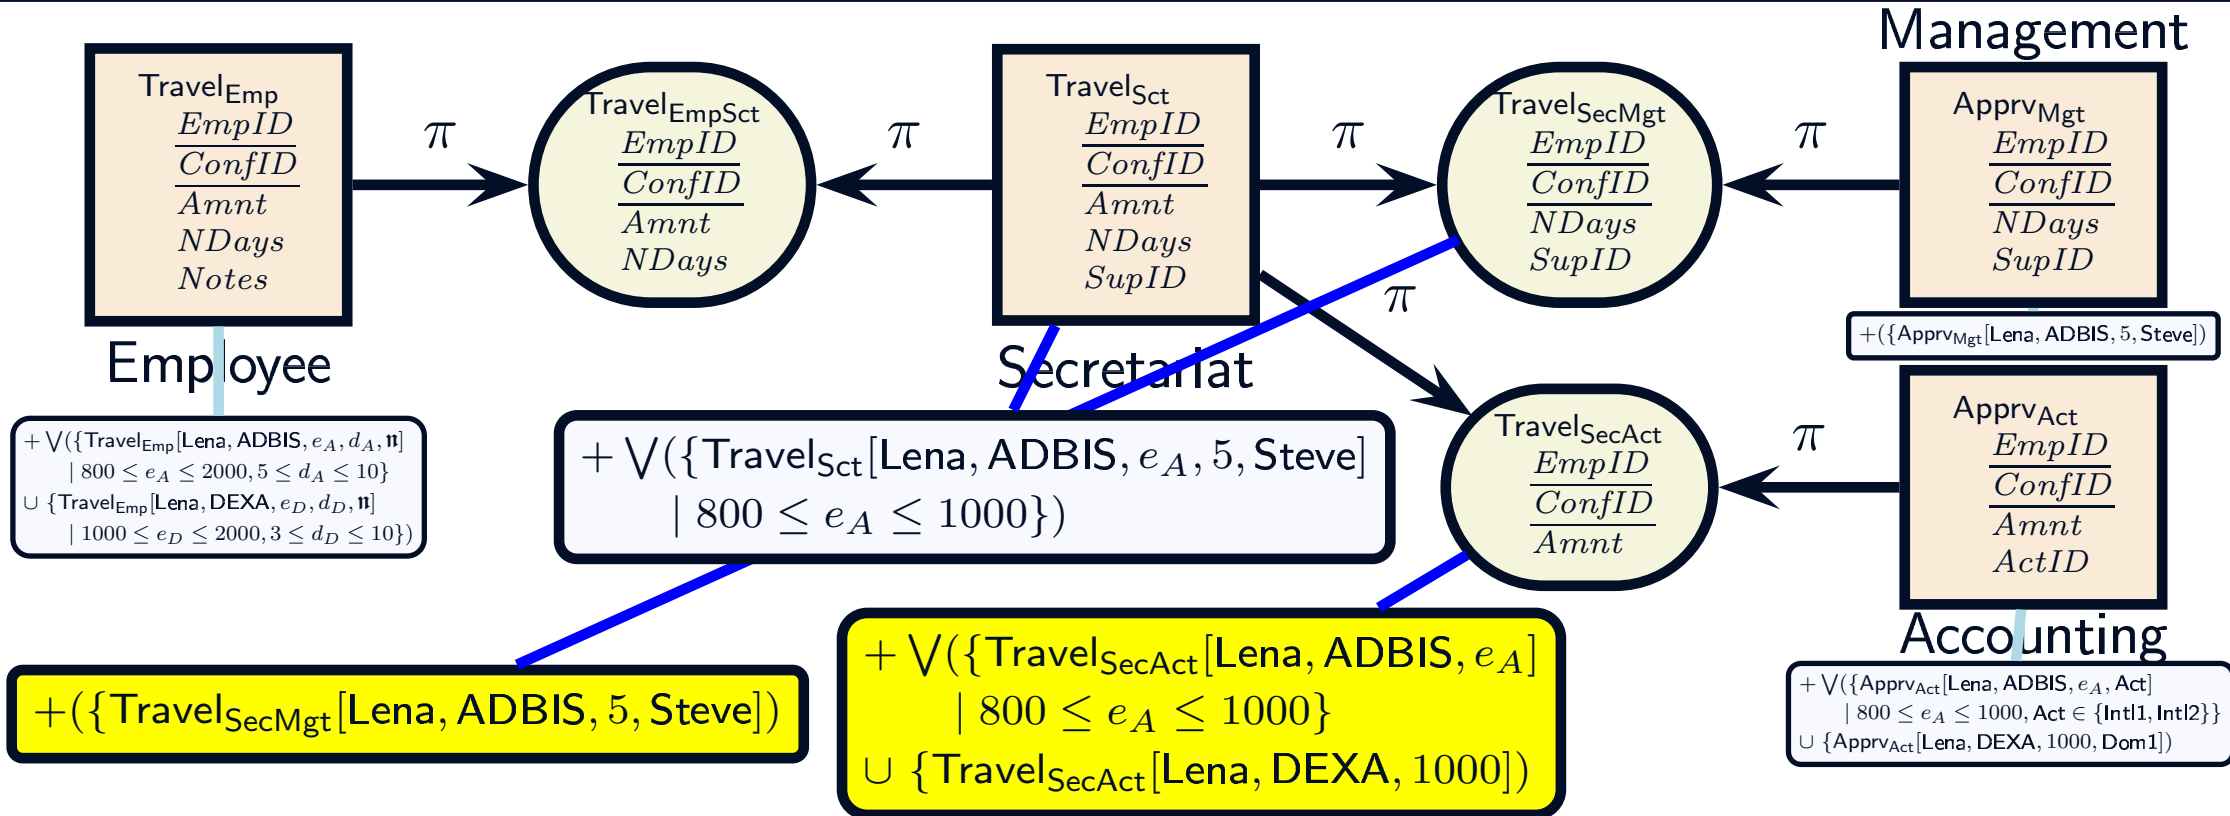 Management
Travel_Emp
EmpID
ConfID
Amnt
NDays
Notes
Employee
π
Travel_EmpSct
EmpID
ConfID
Amnt
NDays
π
Travel_Sct
EmpID
ConfID
Amnt
NDays
SupID
Secretariat
π
Travel_SecMgt
EmpID
ConfID
NDays
SupID
π
Apprv_Mgt
EmpID
ConfID
NDays
SupID
+({Apprv_Mgt[Lena, ADBIS, 5, Steve])
π
Travel_SecAct
EmpID
ConfID
Amnt
π
Apprv_Act
EmpID
ConfID
Amnt
ActID
Accounting
+ ⋁({Travel_Emp[Lena, ADBIS, e_A, d_A, 𝖓]
| 800 ≤ e_A ≤ 2000, 5 ≤ d_A ≤ 10}
∪ {Travel_Emp[Lena, DEXA, e_D, d_D, 𝖓]
| 1000 ≤ e_D ≤ 2000, 3 ≤ d_D ≤ 10})
+ ⋁({Travel_Sct[Lena, ADBIS, e_A, 5, Steve]
| 800 ≤ e_A ≤ 1000})
+({Travel_SecMgt[Lena, ADBIS, 5, Steve])
+ ⋁({Travel_SecAct[Lena, ADBIS, e_A]
| 800 ≤ e_A ≤ 1000}
∪ {Travel_SecAct[Lena, DEXA, 1000])
+ ⋁({Apprv_Act[Lena, ADBIS, e_A, Act]
| 800 ≤ e_A ≤ 1000, Act ∈ {Intl1, Intl2}}
∪ {Apprv_Act[Lena, DEXA, 1000, Dom1])